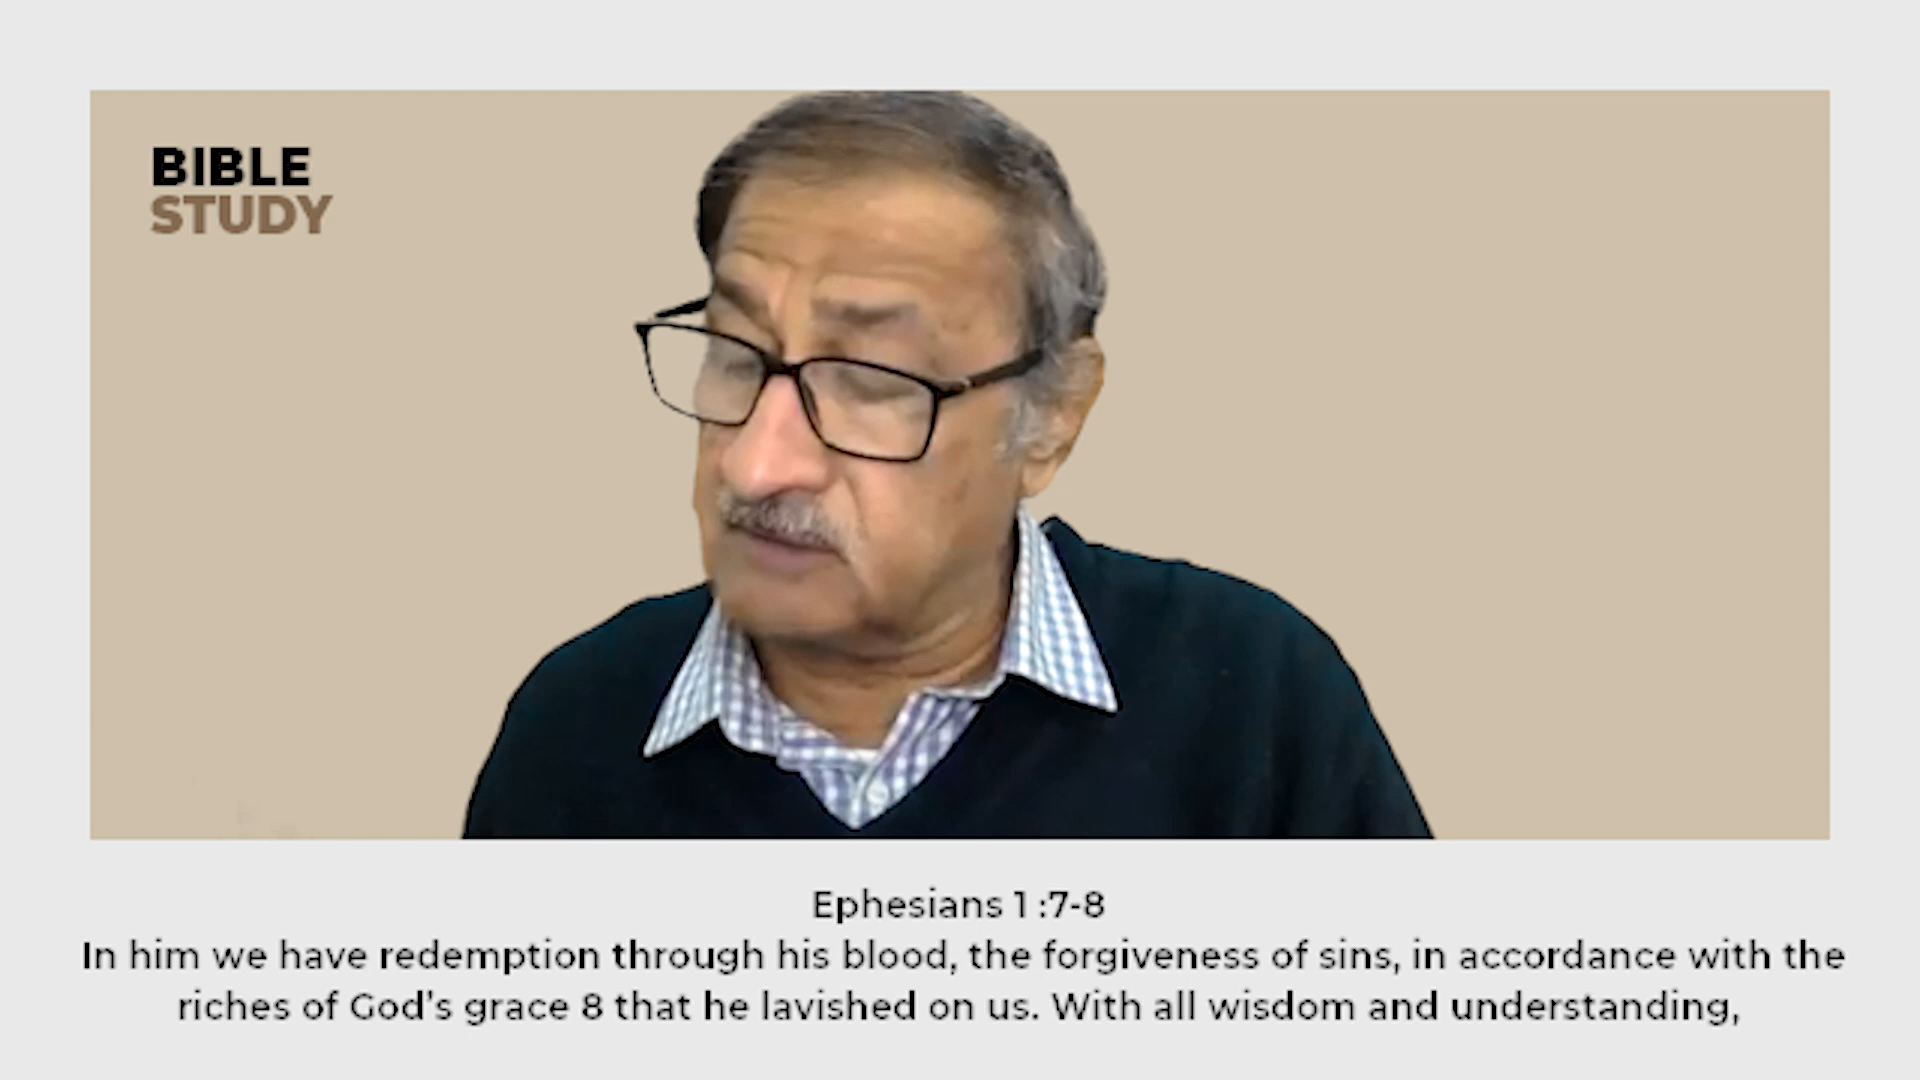 BIBLE
STUDY
Ephesians 1 :7-8
In him we have redemption through his blood, the forgiveness of sins, in accordance with the
riches of God's grace 8 that he lavished on us. With all wisdom and understanding,